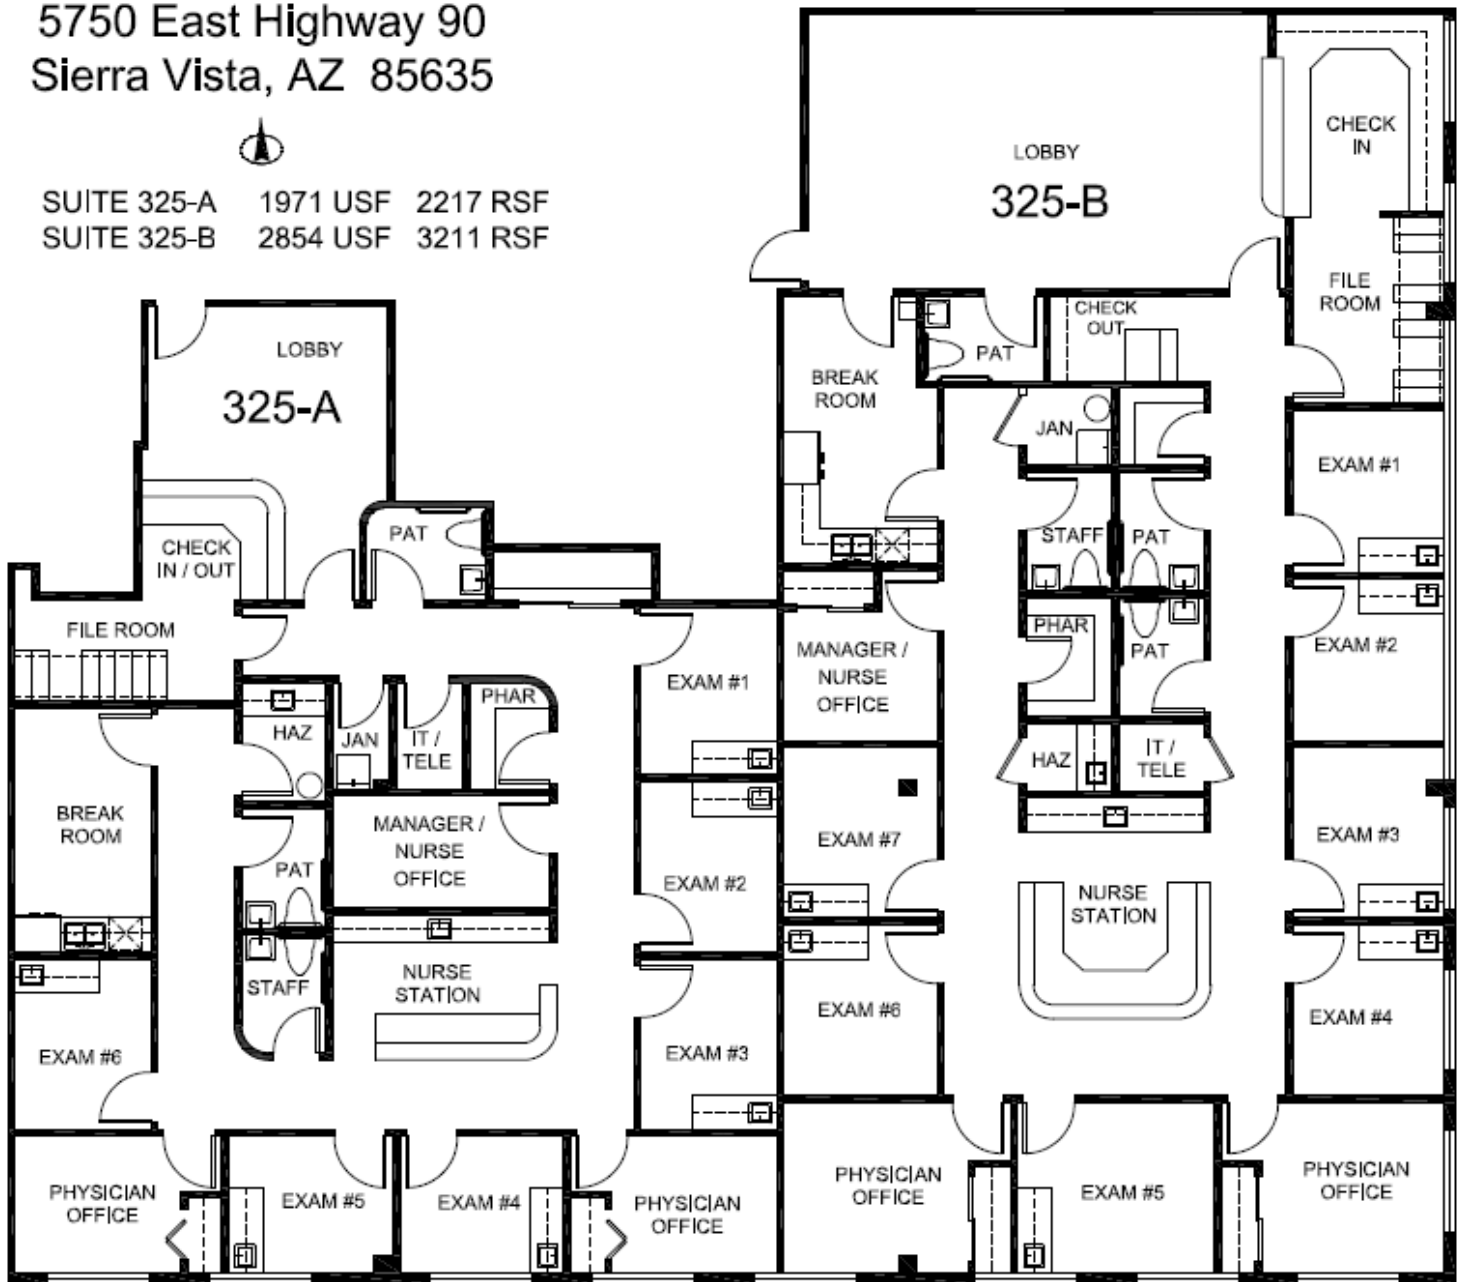 5750 East Highway 90
Sierra Vista, AZ 85635
SUITE 325-A 1971 USF 2217 RSF
SUITE 325-B 2854 USF 3211 RSF
LOBBY
325-A
CHECK
IN / OUT
PAT
FILE ROOM
HAZ
JAN
IT /
TELE
PHAR
EXAM #1
BREAK
ROOM
MANAGER /
NURSE
OFFICE
PAT
EXAM #2
STAFF
NURSE
STATION
EXAM #6
EXAM #3
PHYSICIAN
OFFICE
EXAM #5
EXAM #4
PHYSICIAN
OFFICE
LOBBY
325-B
CHECK
IN
FILE
ROOM
CHECK
OUT
PAT
BREAK
ROOM
JAN
EXAM #1
STAFF
PAT
PHAR
PAT
EXAM #2
MANAGER /
NURSE
OFFICE
HAZ
IT /
TELE
EXAM #7
EXAM #3
NURSE
STATION
EXAM #6
EXAM #4
PHYSICIAN
OFFICE
EXAM #5
PHYSICIAN
OFFICE